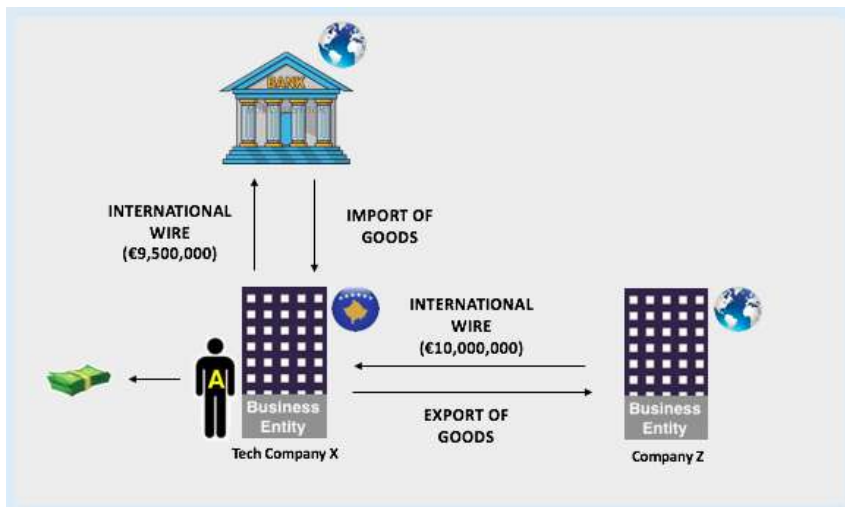 BANK
INTERNATIONAL
WIRE
(€9,500,000)
IMPORT OF
GOODS
INTERNATIONAL
WIRE
(€10,000,000)
A
Business
Entity
Tech Company X
EXPORT OF
GOODS
Business
Entity
Company Z